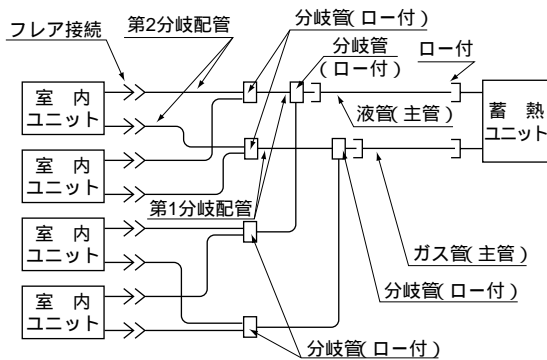 フレア接続
第2分岐配管
分岐管(ロー付)
分岐管
(ロー付)
ロー付
室 内
ユニット
液管(主管)
蓄 熱
ユニット
室 内
ユニット
第1分岐配管
室 内
ユニット
ガス管(主管)
分岐管(ロー付)
室 内
ユニット
分岐管(ロー付)